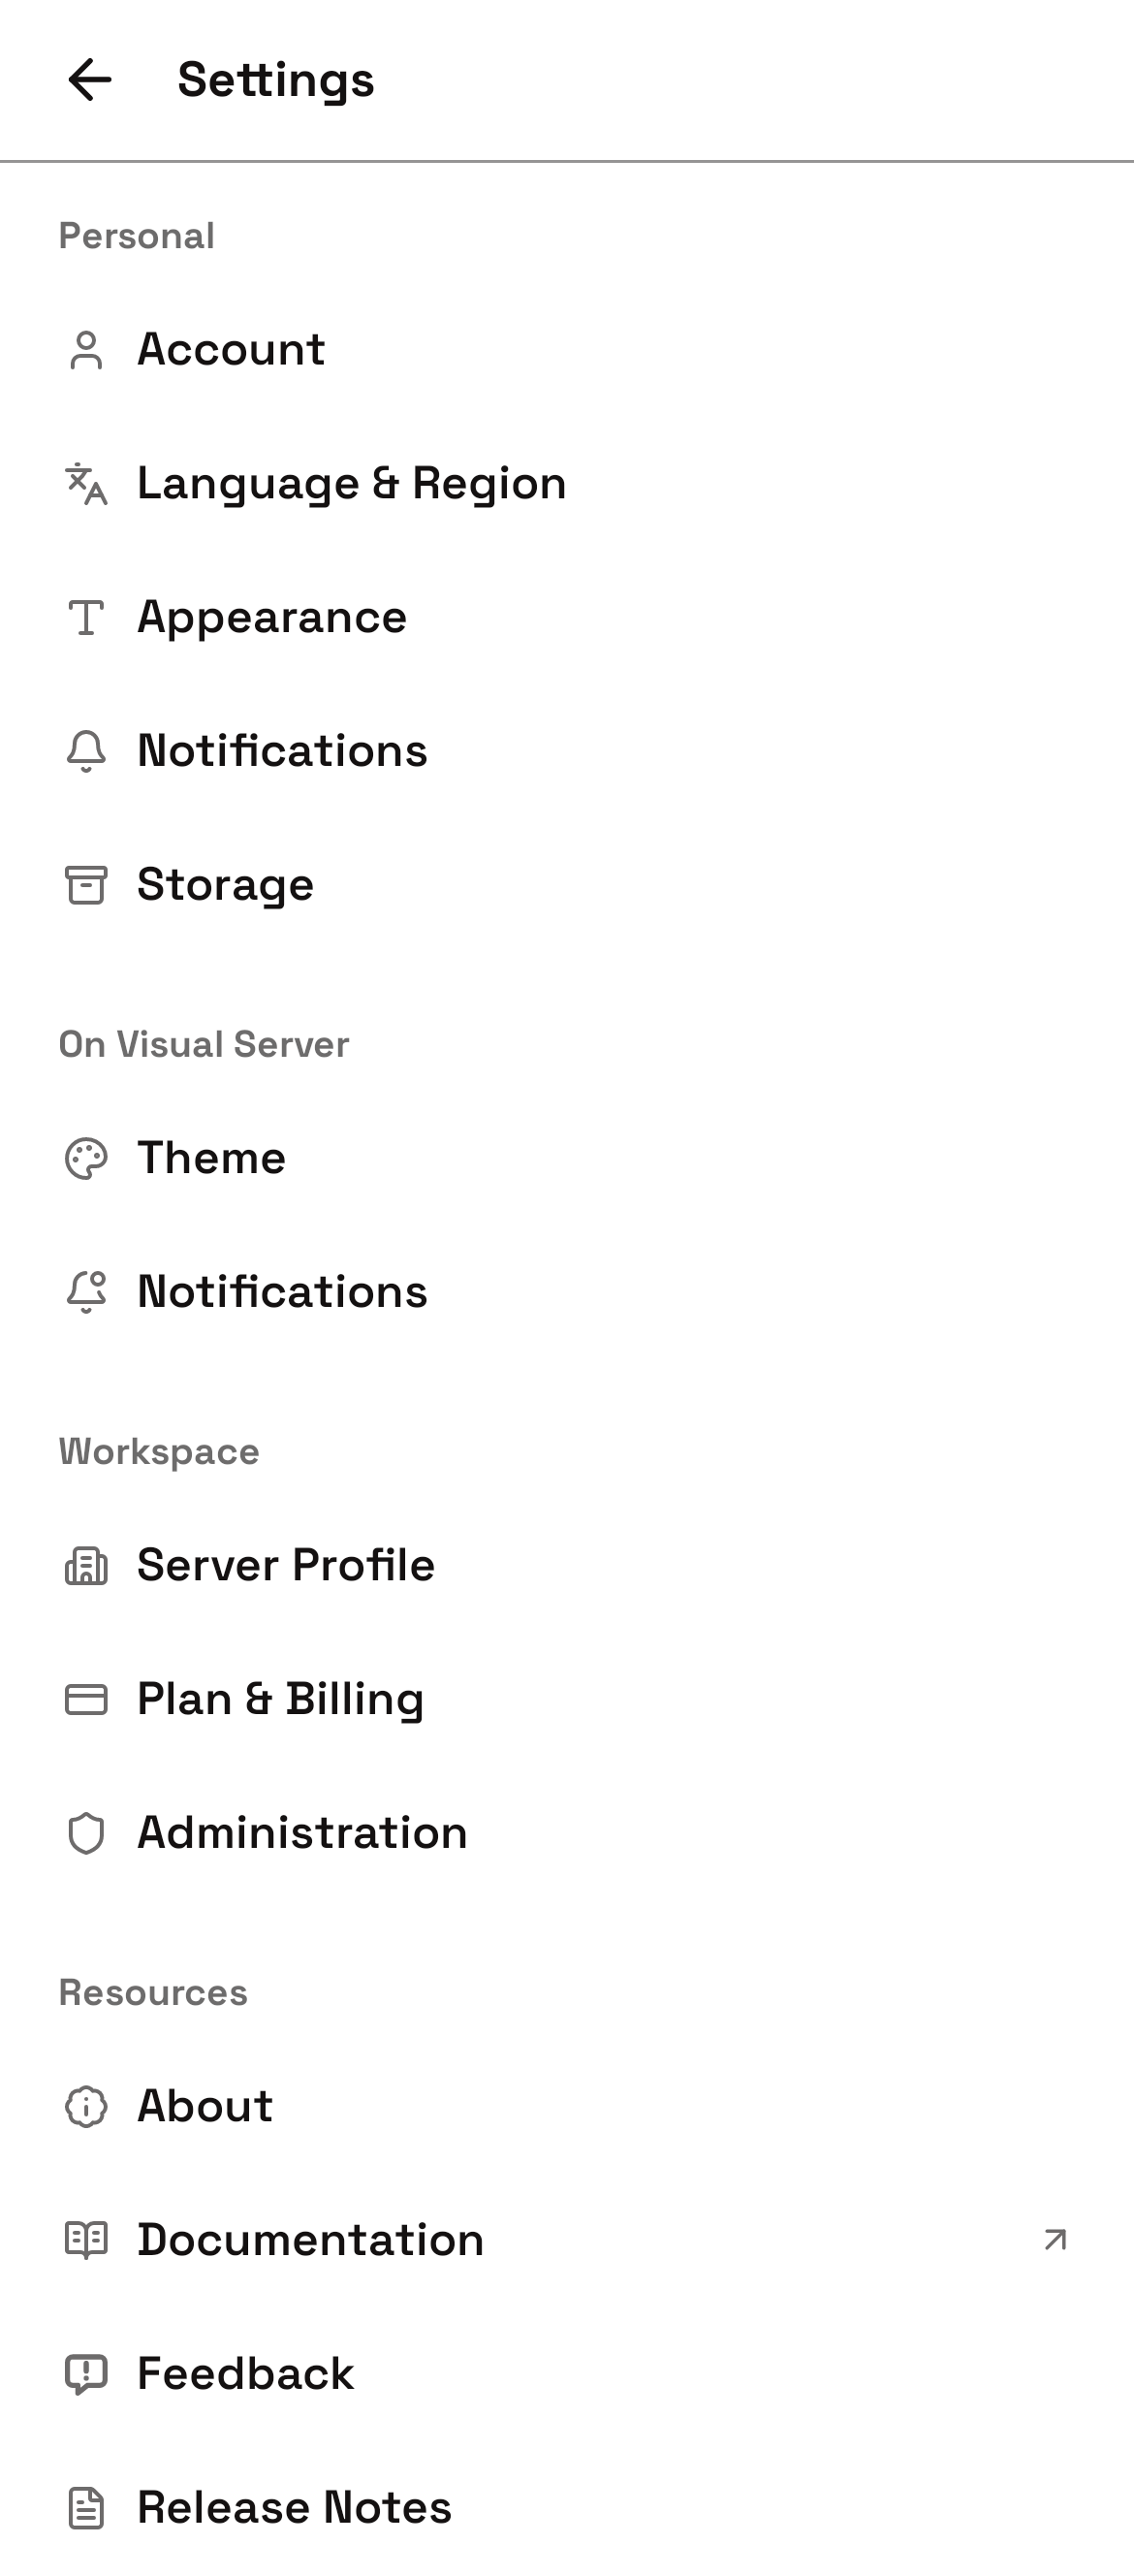 Settings
Personal
Account
Language & Region
Appearance
Notifications
Storage
On Visual Server
Theme
Notifications
Workspace
Server Profile
Plan & Billing
Administration
Resources
About
Documentation
Feedback
Release Notes